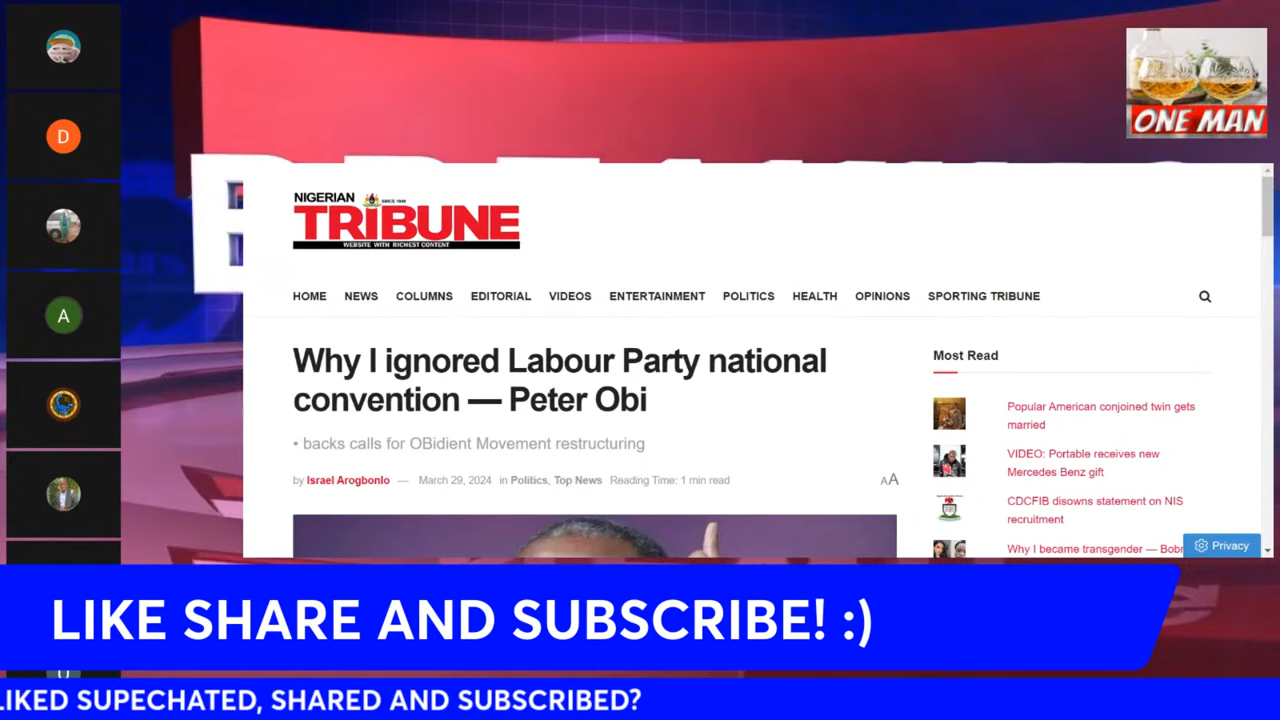 D
A
ONE MAN
NIGERIAN
SINCE 1949
TRIBUNE
WEBSITE WITH RICHEST CONTENT
HOME NEWS COLUMNS EDITORIAL VIDEOS ENTERTAINMENT POLITICS HEALTH OPINIONS SPORTING TRIBUNE
Why I ignored Labour Party national
convention — Peter Obi
• backs calls for OBidient Movement restructuring
by Israel Arogbonlo — March 29, 2024 in Politics, Top News Reading Time: 1 min read AA
Most Read
Popular American conjoined twin gets
married
VIDEO: Portable receives new
Mercedes Benz gift
CDCFIB disowns statement on NIS
recruitment
Why I became transgender —
Privacy
LIKE SHARE AND SUBSCRIBE! :)
LIKED SUPECHATED, SHARED AND SUBSCRIBED?